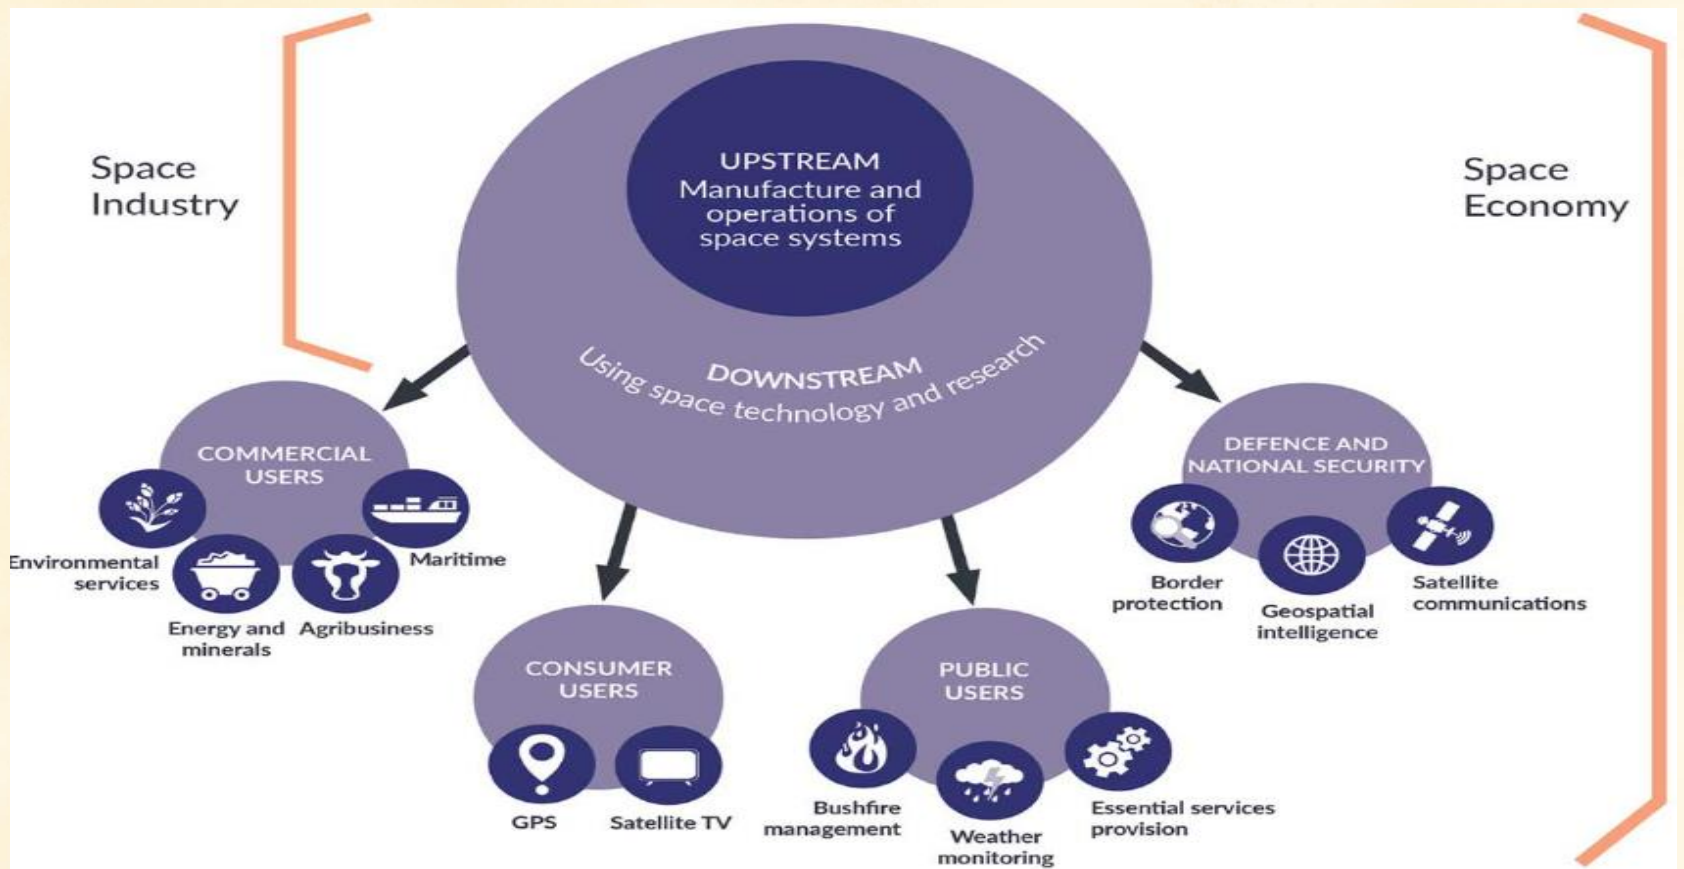 Space
Industry
Space
Economy
UPSTREAM
Manufacture and
operations of
space systems
DOWNSTREAM
Using space technology and research
COMMERCIAL
USERS
Environmental
services
Energy and
minerals
Agribusiness
Maritime
CONSUMER
USERS
GPS
Satellite TV
PUBLIC
USERS
Bushfire
management
Weather
monitoring
Essential services
provision
DEFENCE AND
NATIONAL SECURITY
Border
protection
Geospatial
intelligence
Satellite
communications